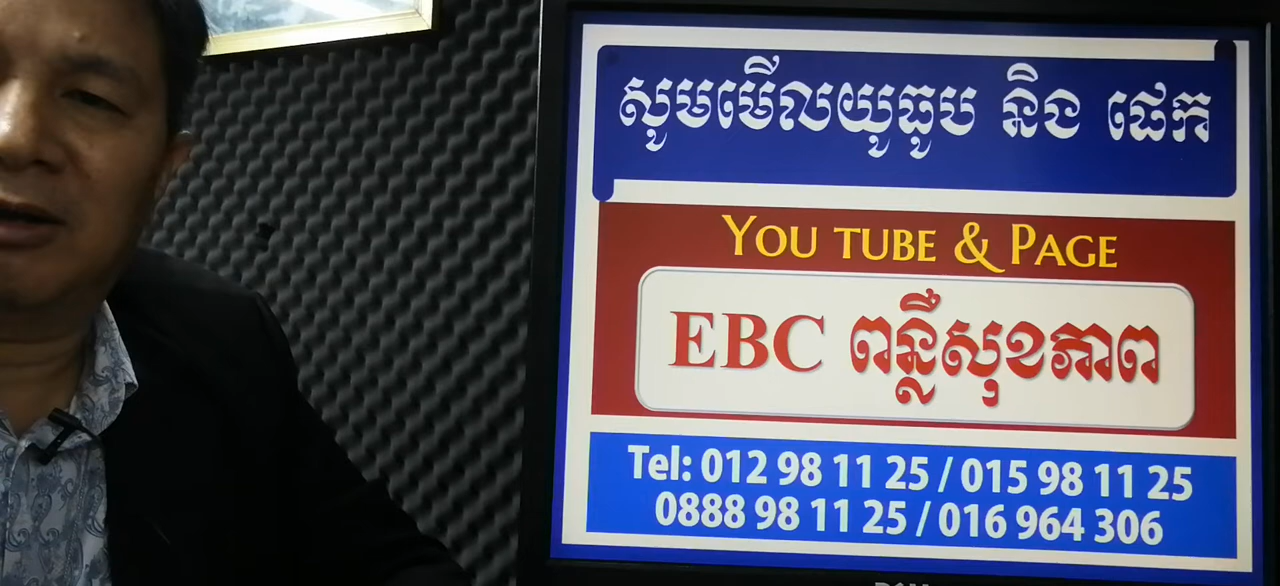 សូមមើលយូធូប និង ផេក
YOU TUBE & PAGE
EBC ពន្លឺសុខភាព
Tel: 012 98 11 25 / 015 98 11 25
0888 98 11 25 / 016 964 306